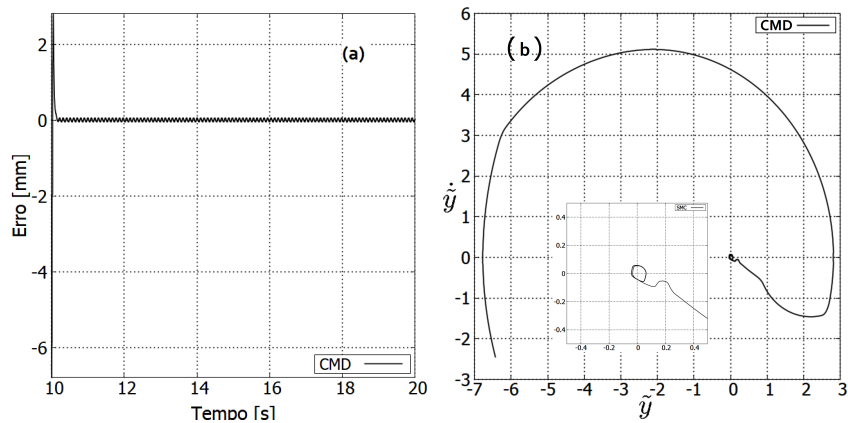 (a)
2
0
-2
-4
-6
Erro [mm]
CMD
10 12 14 16 18 20
Tempo [s]
(b)
CMD
6
5
4
3
2
1
0
-1
-2
-3
ẏ̃
SMC
0.4
0.2
0
-0.2
-0.4
-0.4 -0.2 0 0.2 0.4
-7 -6 -5 -4 -3 -2 -1 0 1 2 3
ỹ